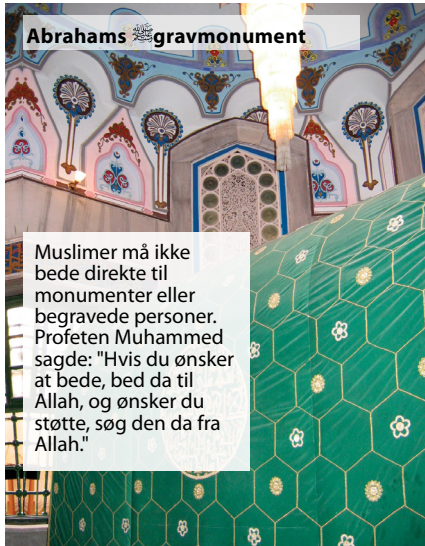 Abrahams ﷺ gravmonument
Muslimer må ikke
bede direkte til
monumenter eller
begravede personer.
Profeten Muhammed
sagde: "Hvis du ønsker
at bede, bed da til
Allah, og ønsker du
støtte, søg den da fra
Allah."